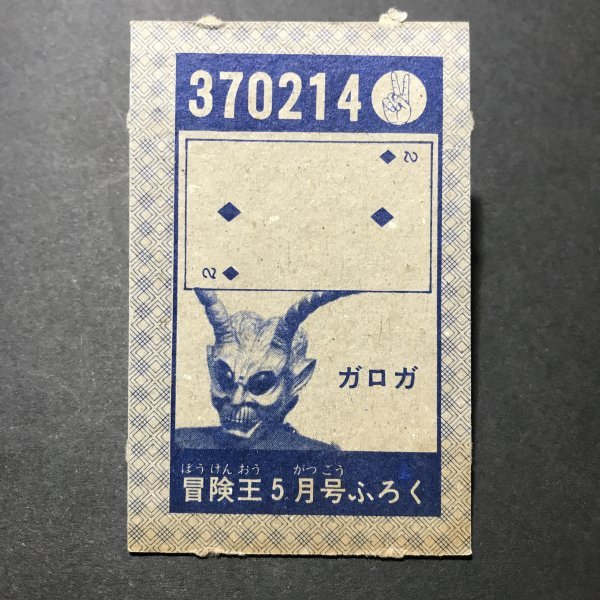 370214
2
2
ガロガ
ぼうけんおう がつごう
冒険王5月号ふろく